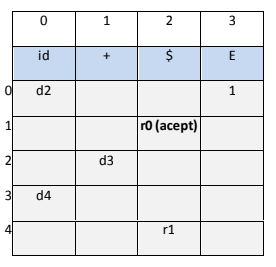 0 1 2 3
id + $ E
0 d2 1
1 r0 (acept)
2 d3
3 d4
4 r1